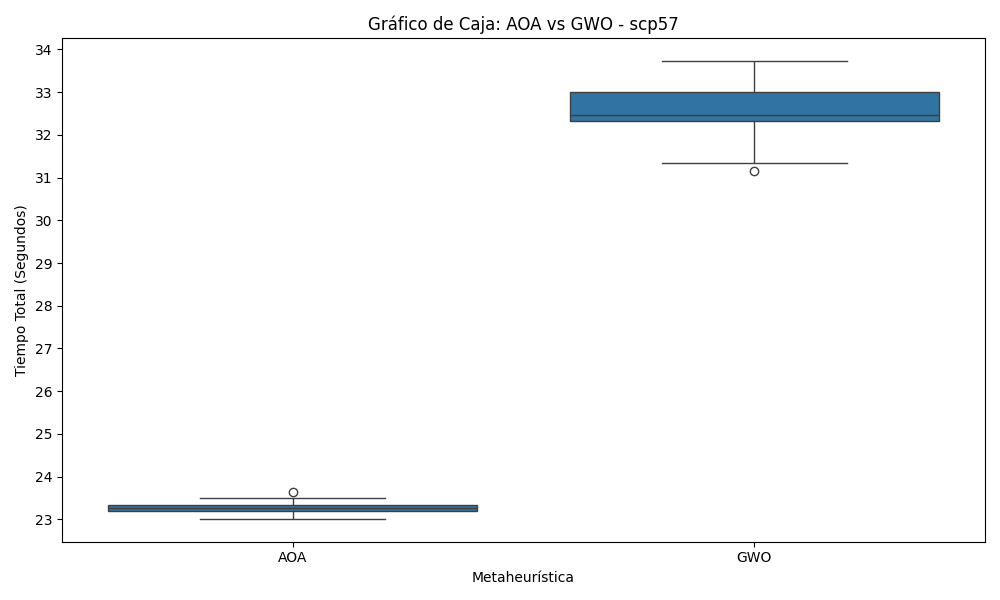 Gráfico de Caja: AOA vs GWO - scp57
Tiempo Total (Segundos)
34
33
32
31
30
29
28
27
26
25
24
23
AOA
GWO
Metaheurística